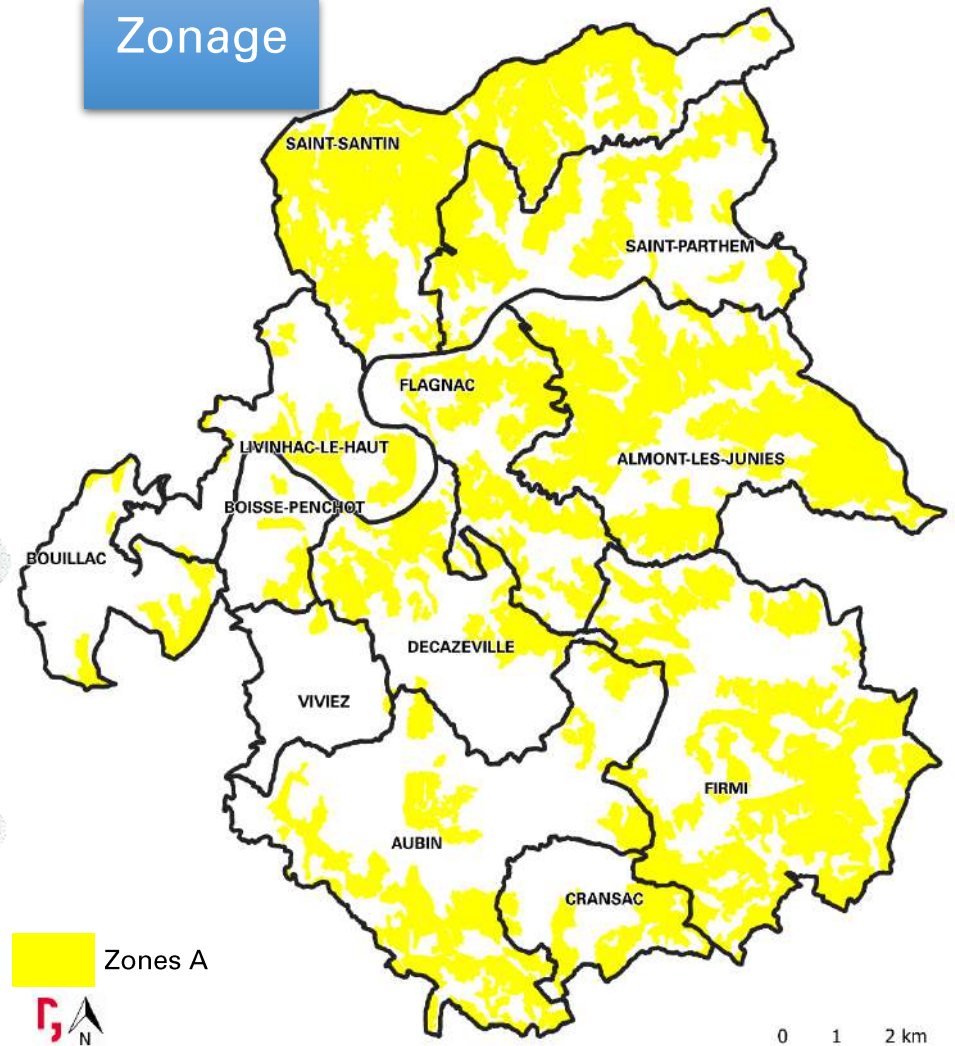 Zonage
SAINT-SANTIN
SAINT-PARTHEM
FLAGNAC
LIVINHAC-LE-HAUT
ALMONT-LES-JUNIES
BOISSE-PENCHOT
BOUILLAC
DECAZEVILLE
VIVIEZ
FIRMI
AUBIN
CRANSAC
Zones A
N
0 1 2 km